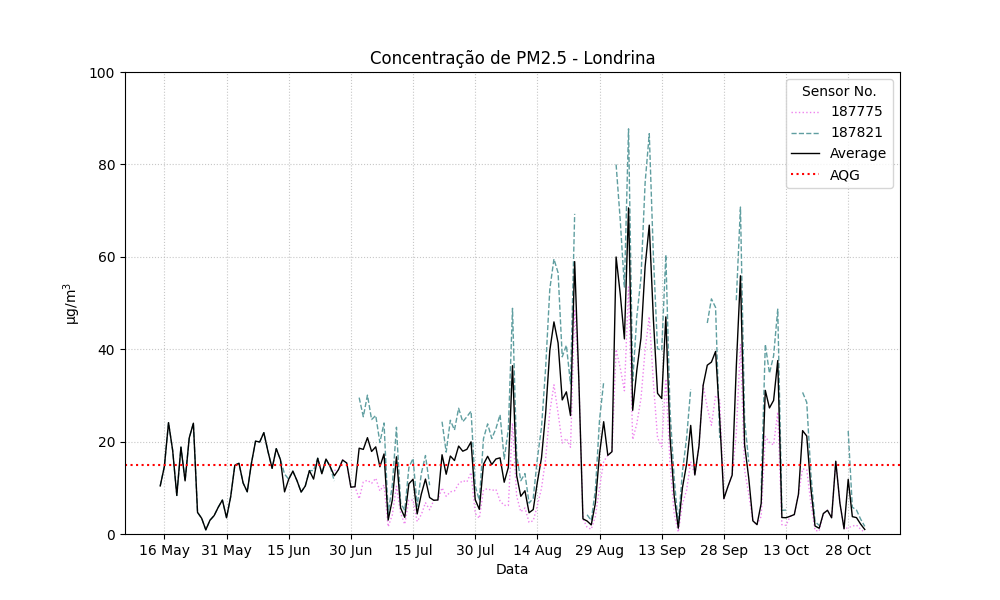 Concentração de PM2.5 - Londrina
Sensor No.
187775
187821
Average
AQG
100
80
60
40
20
0
µg/m³
16 May 31 May 15 Jun 30 Jun 15 Jul 30 Jul 14 Aug 29 Aug 13 Sep 28 Sep 13 Oct 28 Oct
Data